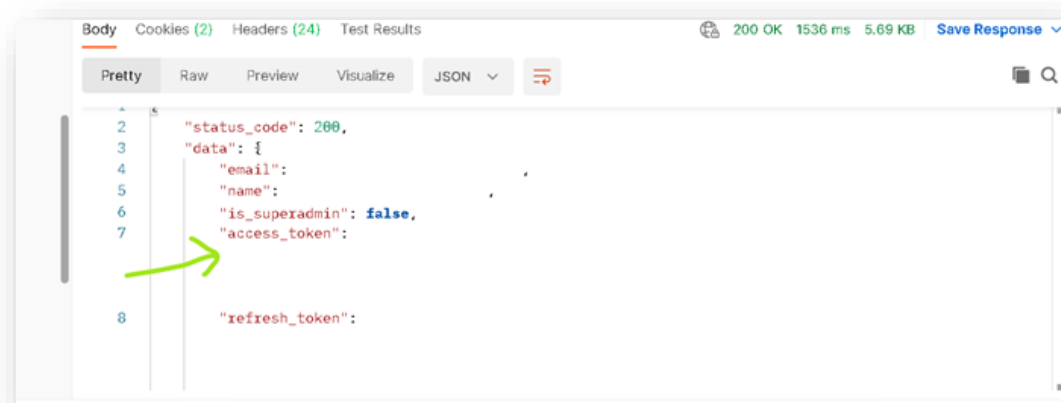 Body Cookies (2) Headers (24) Test Results 200 OK 1536 ms 5.69 KB Save Response
Pretty Raw Preview Visualize JSON
1 {
2 "status_code": 200,
3 "data": {
4 "email": ,
5 "name": ,
6 "is_superadmin": false,
7 "access_token":
8 "refresh_token":